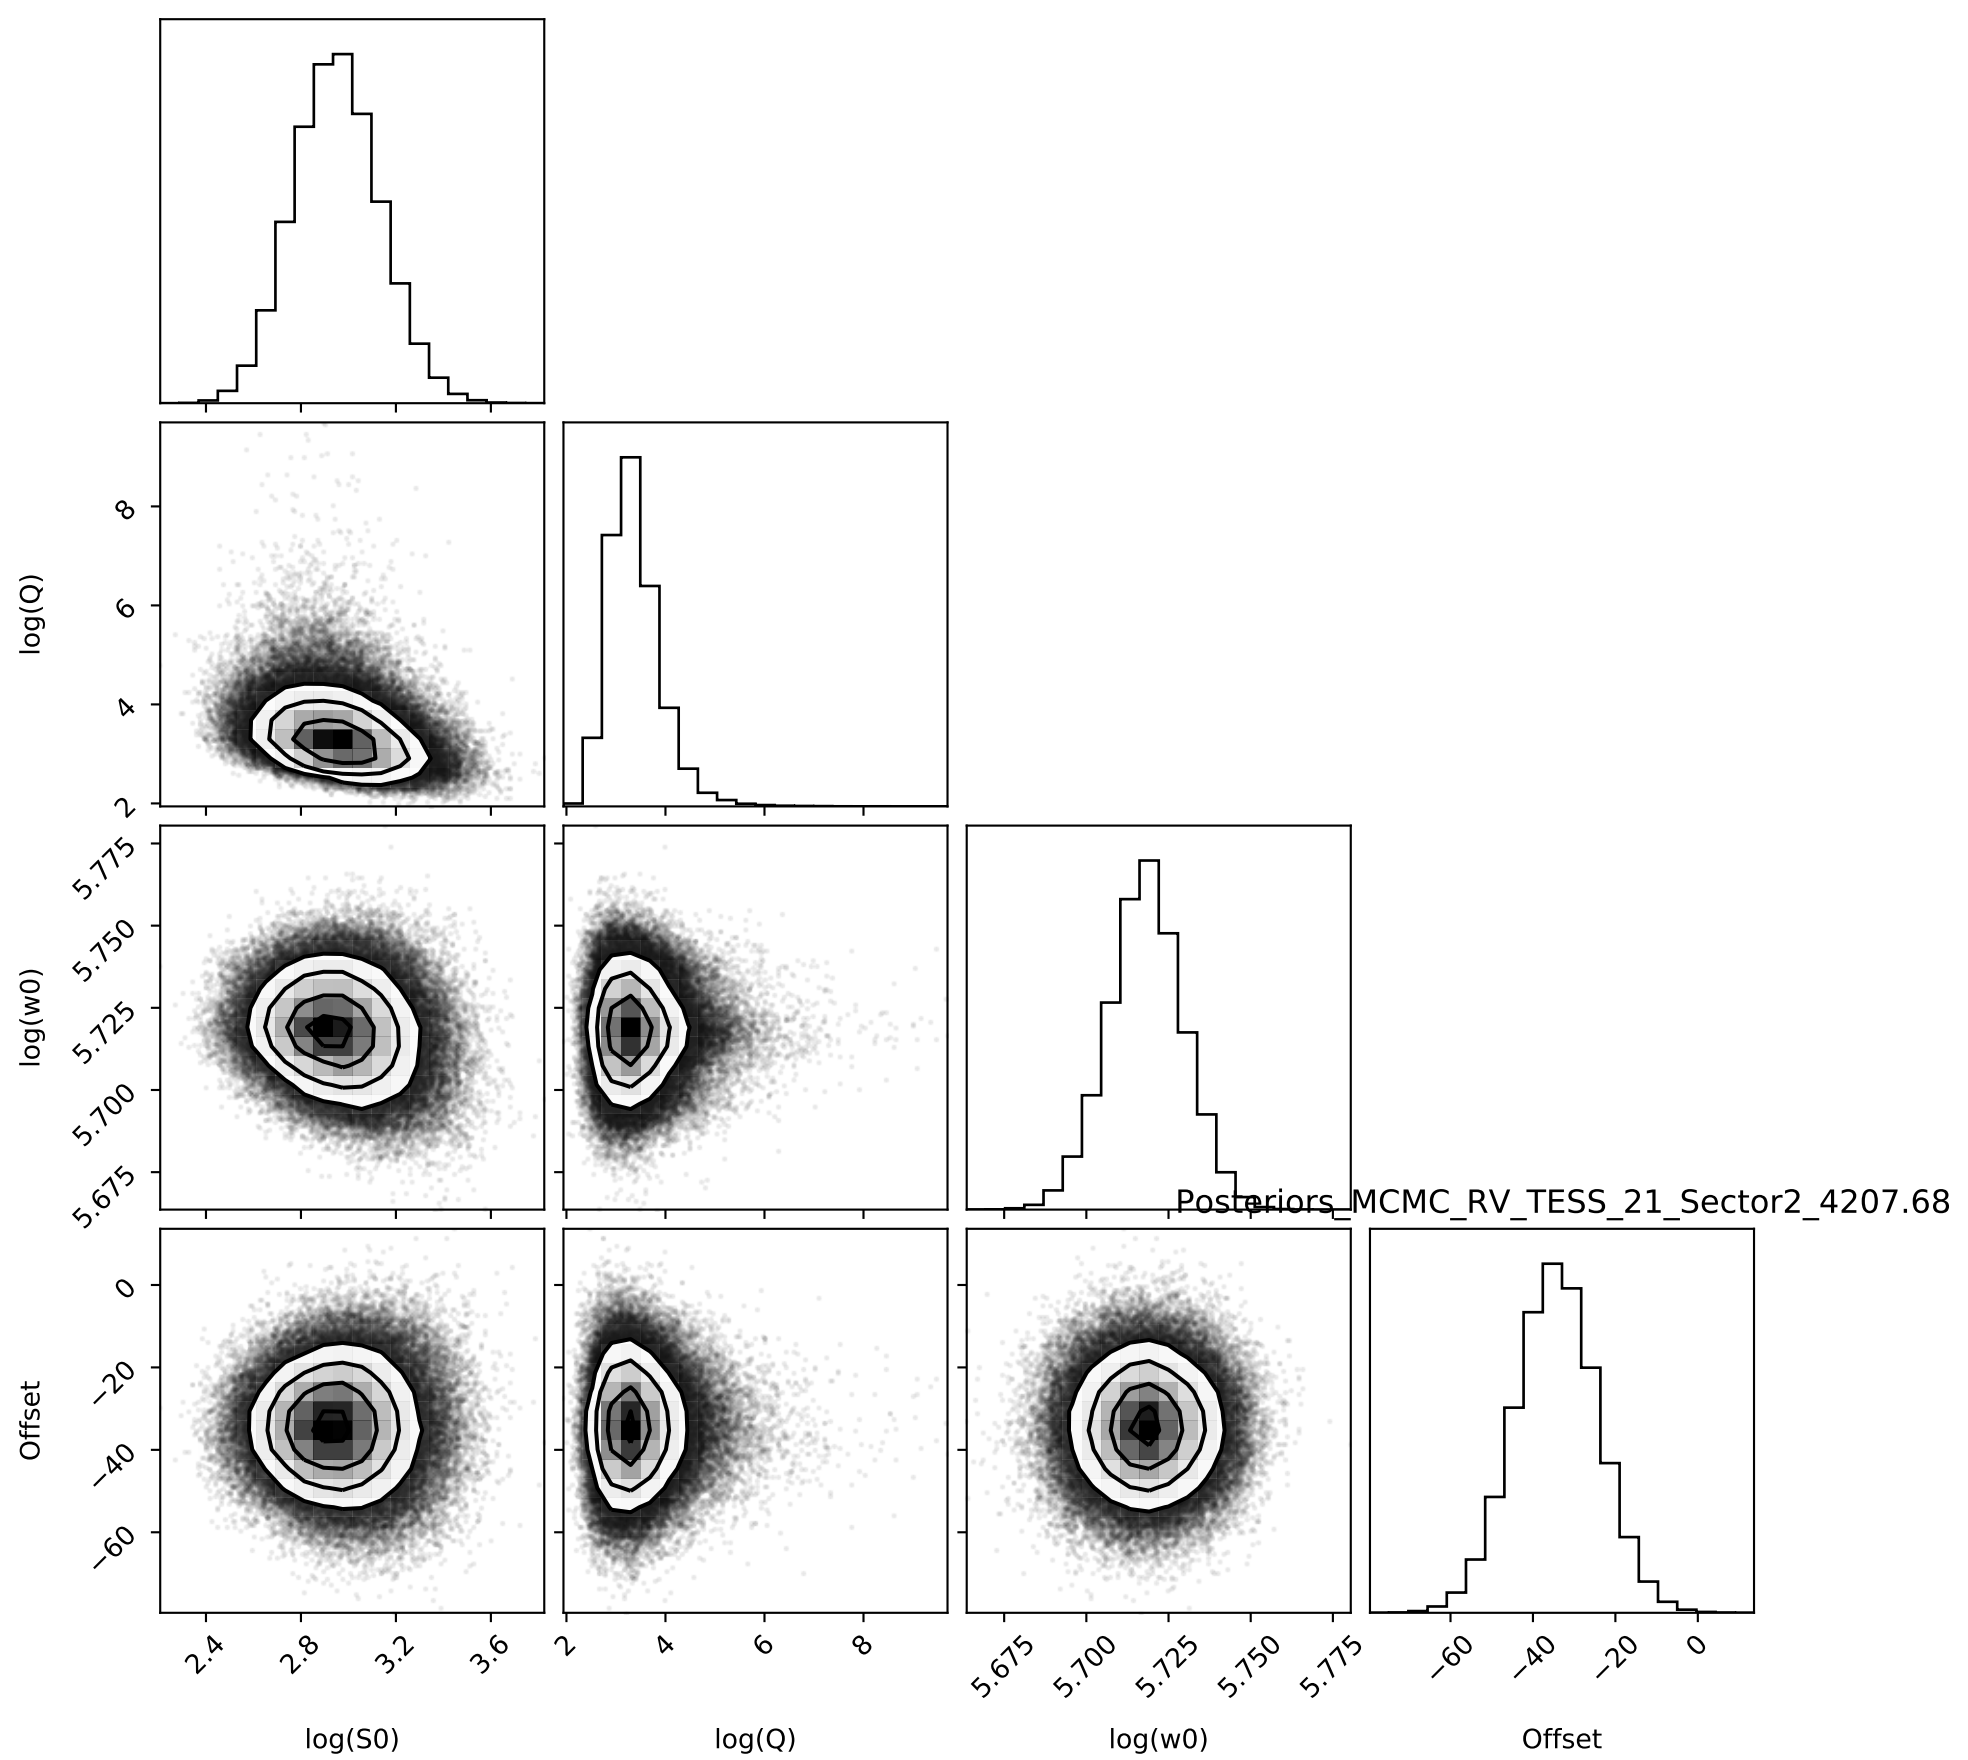 8
6
4
2
log(Q)
5.775
5.750
5.725
5.700
5.675
log(w0)
Posteriors_MCMC_RV_TESS_21_Sector2_4207.68
0
−20
−40
−60
Offset
2.4 2.8 3.2 3.6
2 4 6 8
5.675 5.700 5.725 5.750 5.775
−60 −40 −20 0
log(S0) log(Q) log(w0) Offset